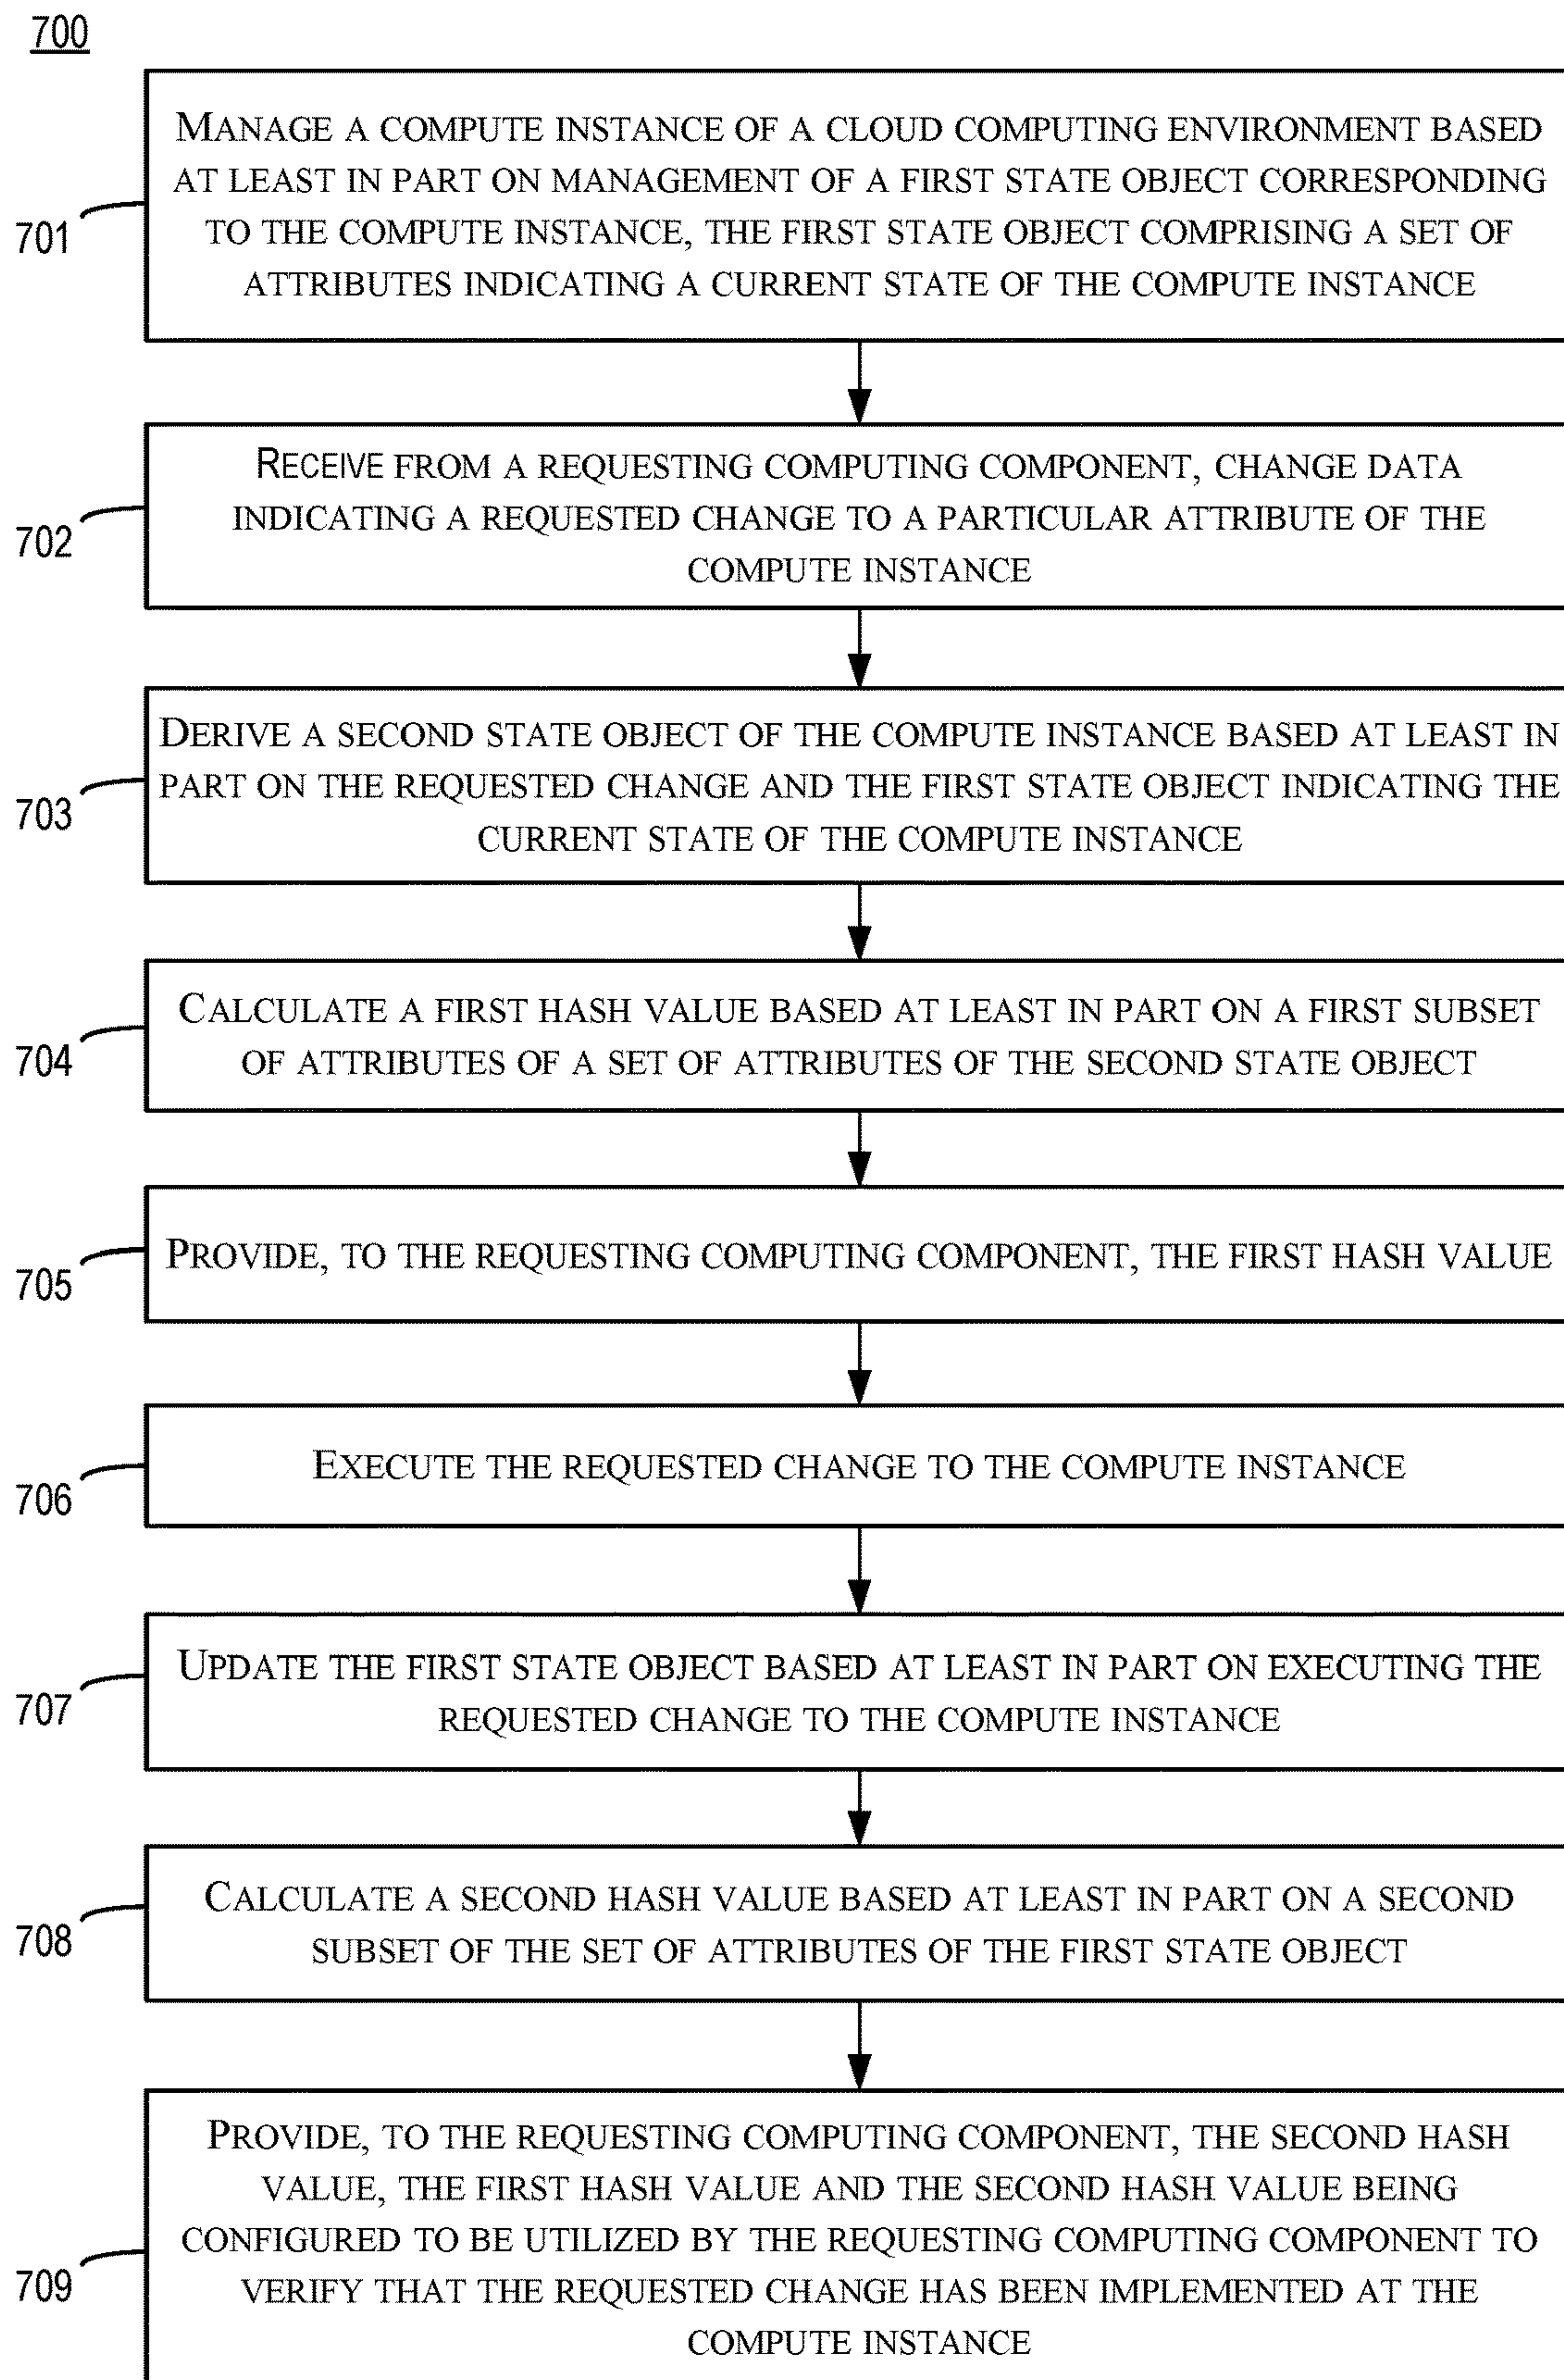 700
MANAGE A COMPUTE INSTANCE OF A CLOUD COMPUTING ENVIRONMENT BASED
AT LEAST IN PART ON MANAGEMENT OF A FIRST STATE OBJECT CORRESPONDING
TO THE COMPUTE INSTANCE, THE FIRST STATE OBJECT COMPRISING A SET OF
ATTRIBUTES INDICATING A CURRENT STATE OF THE COMPUTE INSTANCE
701
RECEIVE FROM A REQUESTING COMPUTING COMPONENT, CHANGE DATA
INDICATING A REQUESTED CHANGE TO A PARTICULAR ATTRIBUTE OF THE
COMPUTE INSTANCE
702
DERIVE A SECOND STATE OBJECT OF THE COMPUTE INSTANCE BASED AT LEAST IN
PART ON THE REQUESTED CHANGE AND THE FIRST STATE OBJECT INDICATING THE
CURRENT STATE OF THE COMPUTE INSTANCE
703
CALCULATE A FIRST HASH VALUE BASED AT LEAST IN PART ON A FIRST SUBSET
OF ATTRIBUTES OF A SET OF ATTRIBUTES OF THE SECOND STATE OBJECT
704
PROVIDE, TO THE REQUESTING COMPUTING COMPONENT, THE FIRST HASH VALUE
705
EXECUTE THE REQUESTED CHANGE TO THE COMPUTE INSTANCE
706
UPDATE THE FIRST STATE OBJECT BASED AT LEAST IN PART ON EXECUTING THE
REQUESTED CHANGE TO THE COMPUTE INSTANCE
707
CALCULATE A SECOND HASH VALUE BASED AT LEAST IN PART ON A SECOND
SUBSET OF THE SET OF ATTRIBUTES OF THE FIRST STATE OBJECT
708
PROVIDE, TO THE REQUESTING COMPUTING COMPONENT, THE SECOND HASH
VALUE, THE FIRST HASH VALUE AND THE SECOND HASH VALUE BEING
CONFIGURED TO BE UTILIZED BY THE REQUESTING COMPUTING COMPONENT TO
VERIFY THAT THE REQUESTED CHANGE HAS BEEN IMPLEMENTED AT THE
COMPUTE INSTANCE
709